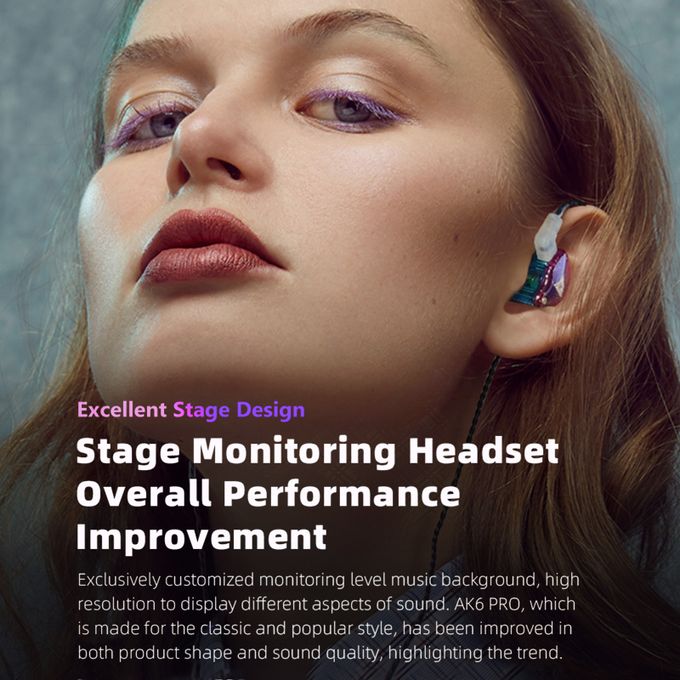 Excellent Stage Design
Stage Monitoring Headset
Overall Performance
Improvement
Exclusively customized monitoring level music background, high
resolution to display different aspects of sound. AK6 PRO, which
is made for the classic and popular style, has been improved in
both product shape and sound quality, highlighting the trend.